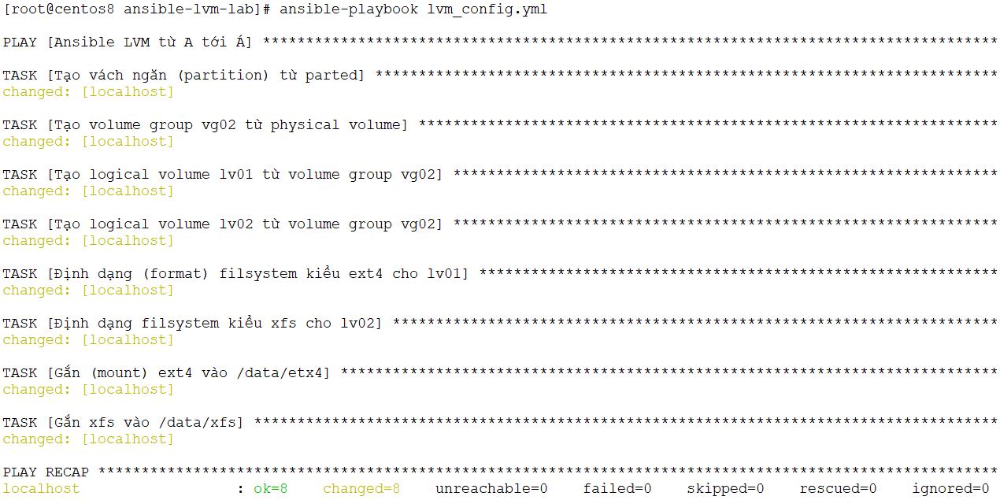 [root@centos8 ansible-lvm-lab]# ansible-playbook lvm_config.yml
PLAY [Ansible LVM từ A tới Á] *************************************************************************************
TASK [Tạo vách ngăn (partition) từ parted] ************************************************************************
changed: [localhost]
TASK [Tạo volume group vg02 từ physical volume] *******************************************************************
changed: [localhost]
TASK [Tạo logical volume lv01 từ volume group vg02] ***************************************************************
changed: [localhost]
TASK [Tạo logical volume lv02 từ volume group vg02] ***************************************************************
changed: [localhost]
TASK [Định dạng (format) filsystem kiểu ext4 cho lv01] ************************************************************
changed: [localhost]
TASK [Định dạng filsystem kiểu xfs cho lv02] **********************************************************************
changed: [localhost]
TASK [Gắn (mount) ext4 vào /data/etx4] ****************************************************************************
changed: [localhost]
TASK [Gắn xfs vào /data/xfs] **************************************************************************************
changed: [localhost]
PLAY RECAP ********************************************************************************************************
localhost                  : ok=8    changed=8    unreachable=0    failed=0    skipped=0    rescued=0    ignored=0